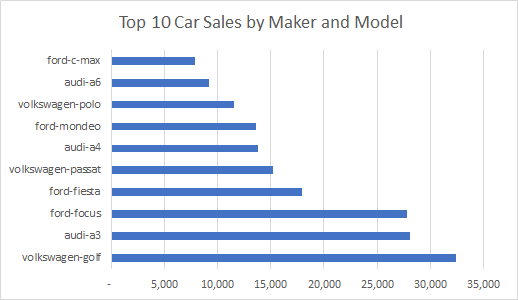 Top 10 Car Sales by Maker and Model
ford-c-max
audi-a6
volkswagen-polo
ford-mondeo
audi-a4
volkswagen-passat
ford-fiesta
ford-focus
audi-a3
volkswagen-golf
- 5,000 10,000 15,000 20,000 25,000 30,000 35,000